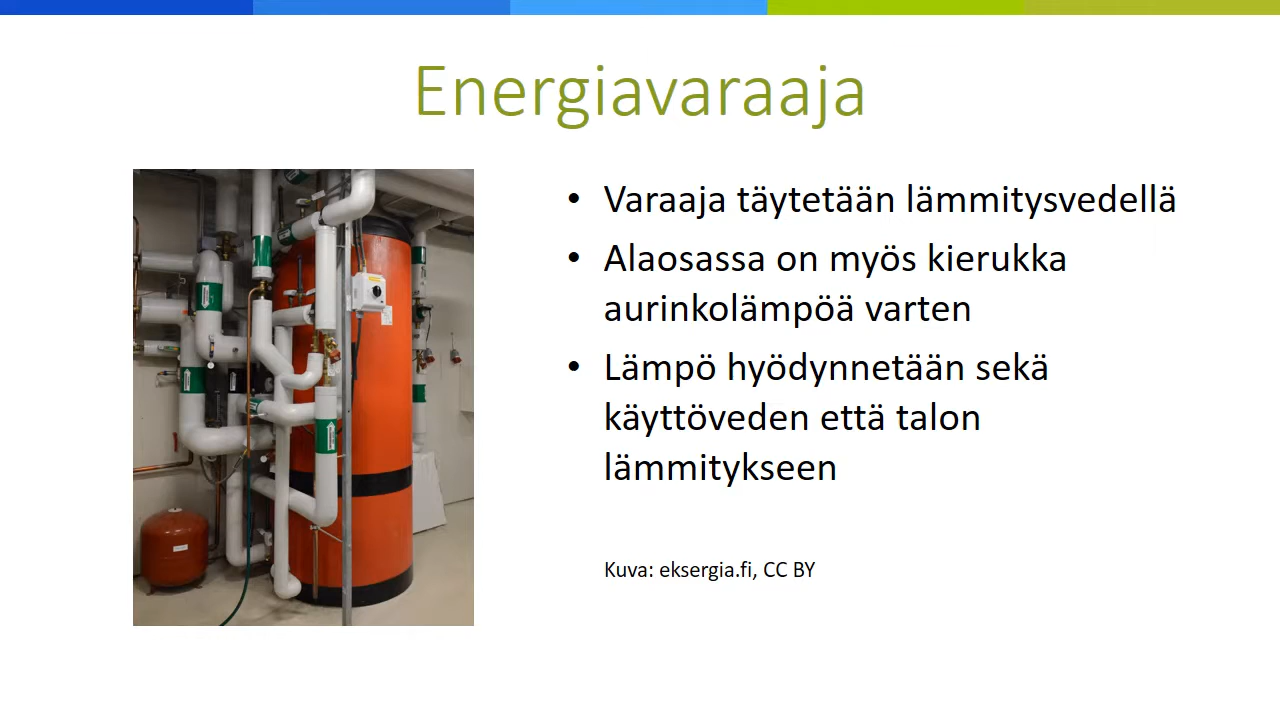 Energiavaraaja
• Varaaja täytetään lämmitysvedellä
• Alaosassa on myös kierukka
aurinkolämpöä varten
• Lämpö hyödynnetään sekä
käyttöveden että talon
lämmitykseen
Kuva: eksergia.fi, CC BY